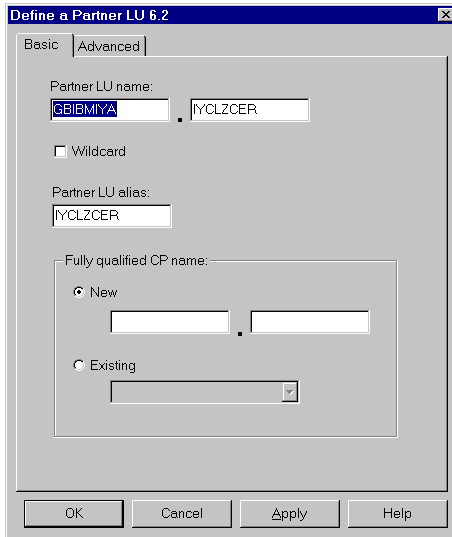 Define a Partner LU 6.2
Basic Advanced
Partner LU name:
GBIBMIYA . IYCLZCER
Wildcard
Partner LU alias:
IYCLZCER
Fully qualified CP name:
New
.
Existing
OK Cancel Apply Help